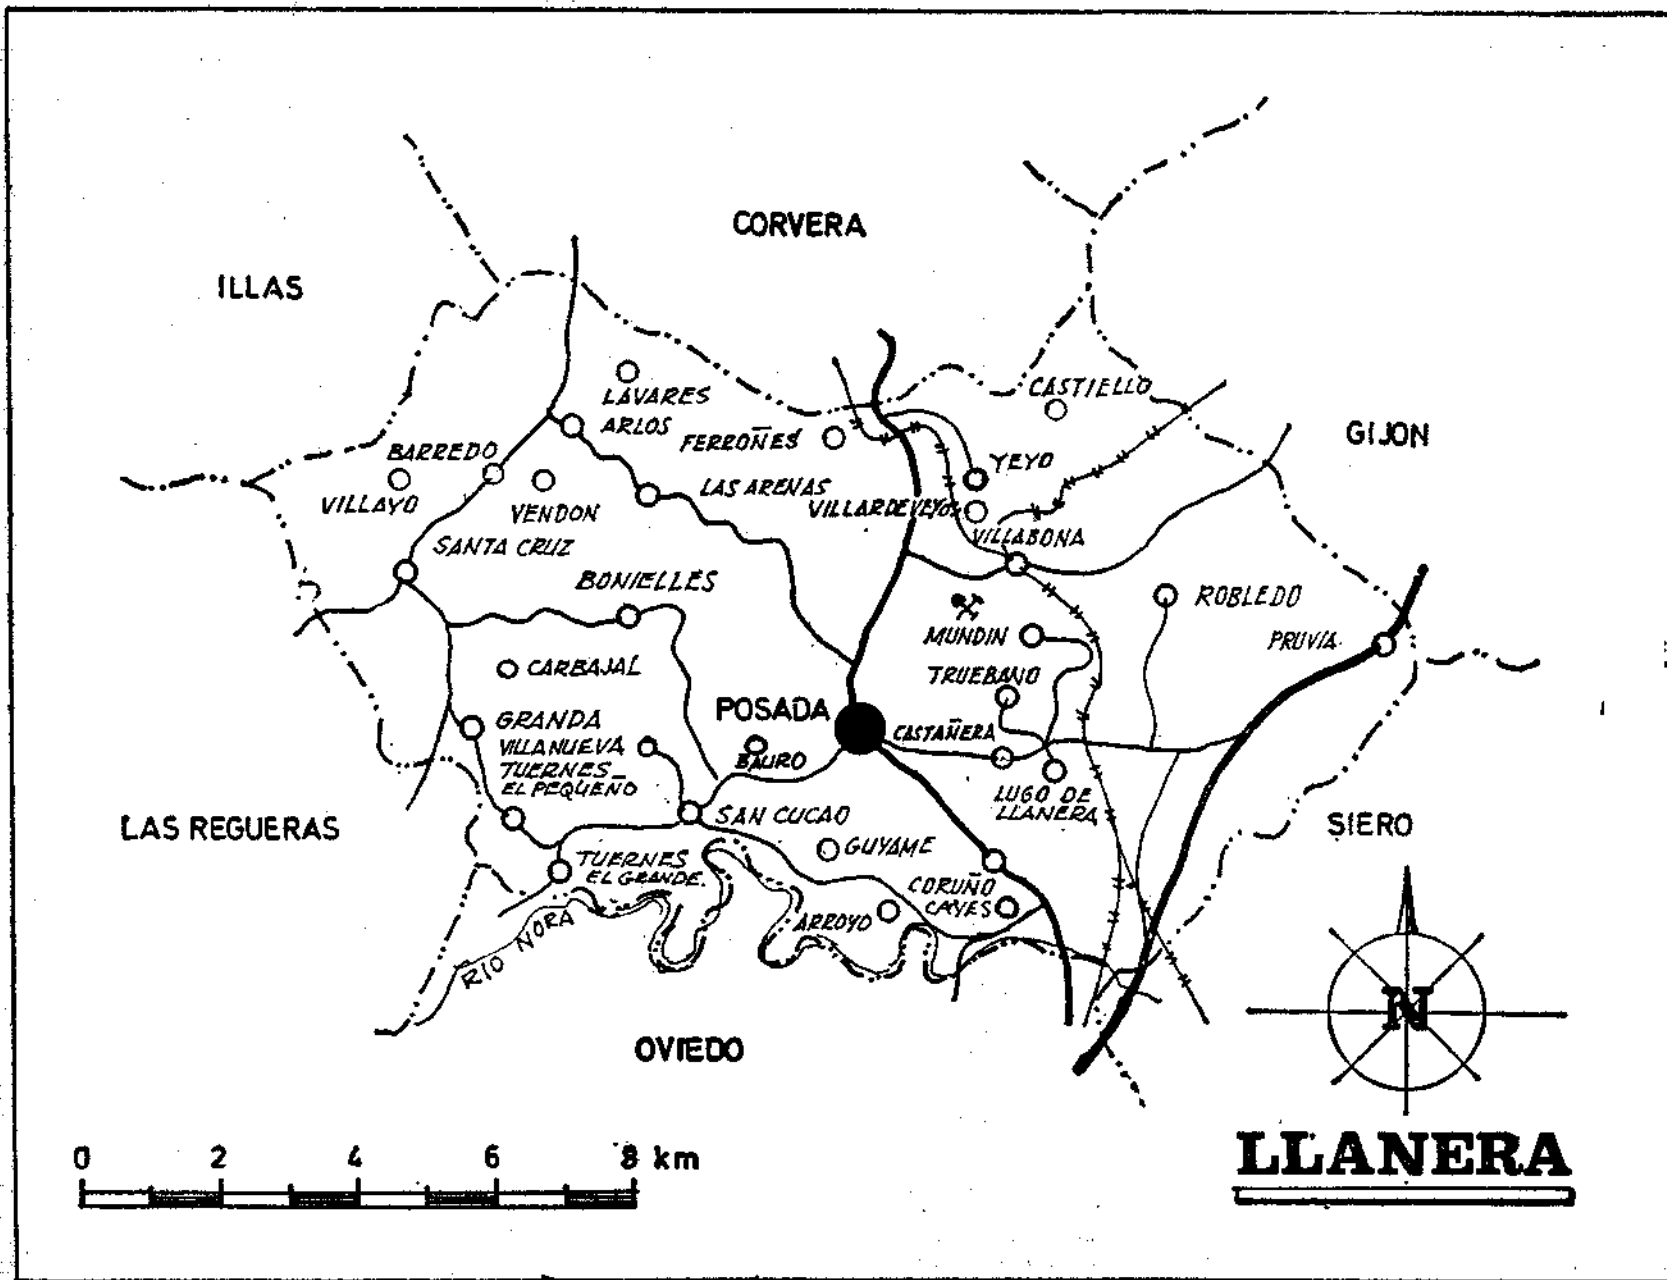 CORVERA
ILLAS
CASTIELLO
LAVARES
ARLOS
GIJON
FERROÑES
BARREDO
YEYO
LAS ARENAS
VILLAYO
VENDON
VILLARDEVEYO
VILLABONA
SANTA CRUZ
BONIELLES
ROBLEDO
MUNDIN
PRUVIA
CARBAJAL
TRUEBANO
POSADA
GRANDA
CASTAÑERA
VILLANUEVA
BAURO
TUERNES
EL PEQUEÑO
LUGO DE
LLANERA
SAN CUCAO
LAS REGUERAS
SIERO
GUYAME
TUERNES
EL GRANDE.
CORUÑO
CAYES
ARROYO
RIO NORA
N
OVIEDO
LLANERA
0 2 4 6 8 km